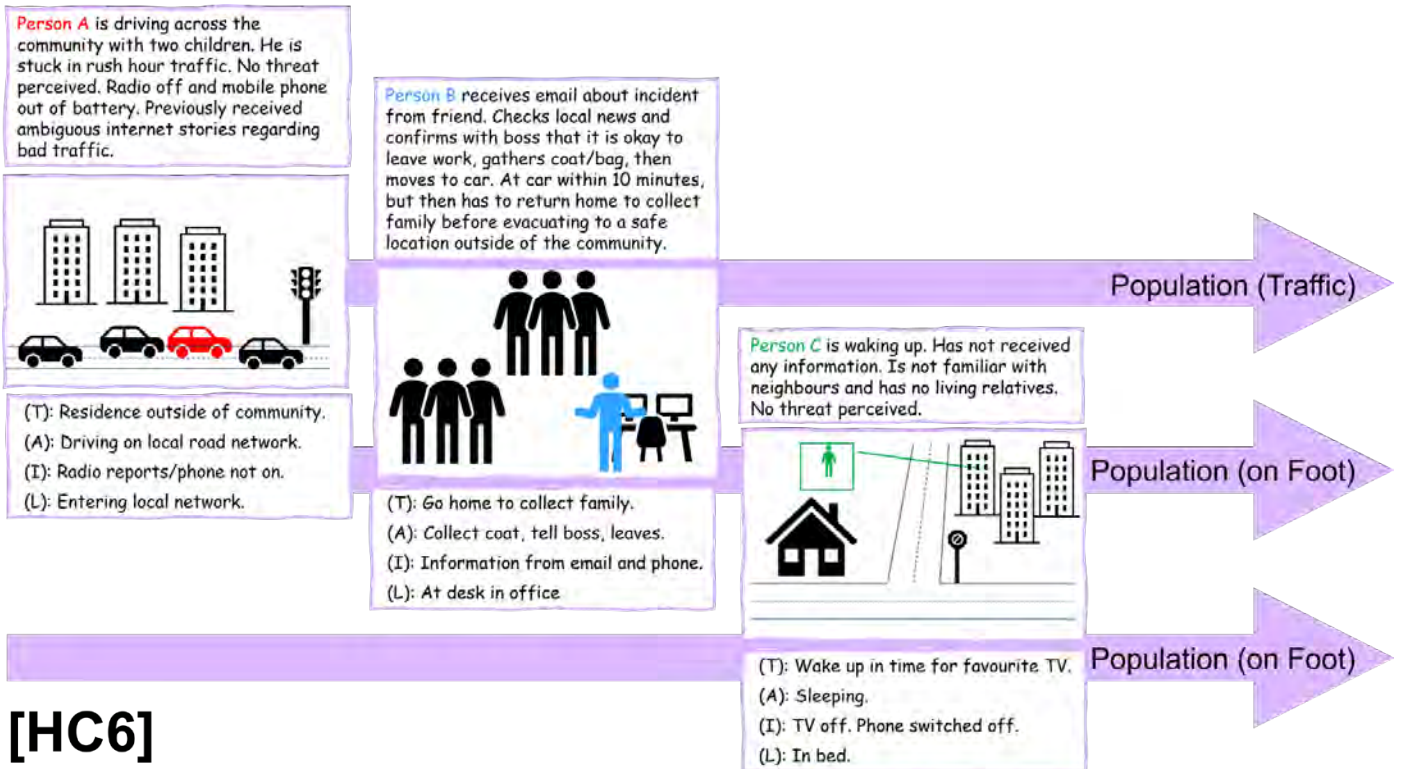 Person A is driving across the
community with two children. He is
stuck in rush hour traffic. No threat
perceived. Radio off and mobile phone
out of battery. Previously received
ambiguous internet stories regarding
bad traffic.
(T): Residence outside of community.
(A): Driving on local road network.
(I): Radio reports/phone not on.
(L): Entering local network.
Person B receives email about incident
from friend. Checks local news and
confirms with boss that it is okay to
leave work, gathers coat/bag, then
moves to car. At car within 10 minutes,
but then has to return home to collect
family before evacuating to a safe
location outside of the community.
(T): Go home to collect family.
(A): Collect coat, tell boss, leaves.
(I): Information from email and phone.
(L): At desk in office
Person C is waking up. Has not received
any information. Is not familiar with
neighbours and has no living relatives.
No threat perceived.
(T): Wake up in time for favourite TV.
(A): Sleeping.
(I): TV off. Phone switched off.
(L): In bed.
Population (Traffic)
Population (on Foot)
Population (on Foot)
[HC6]